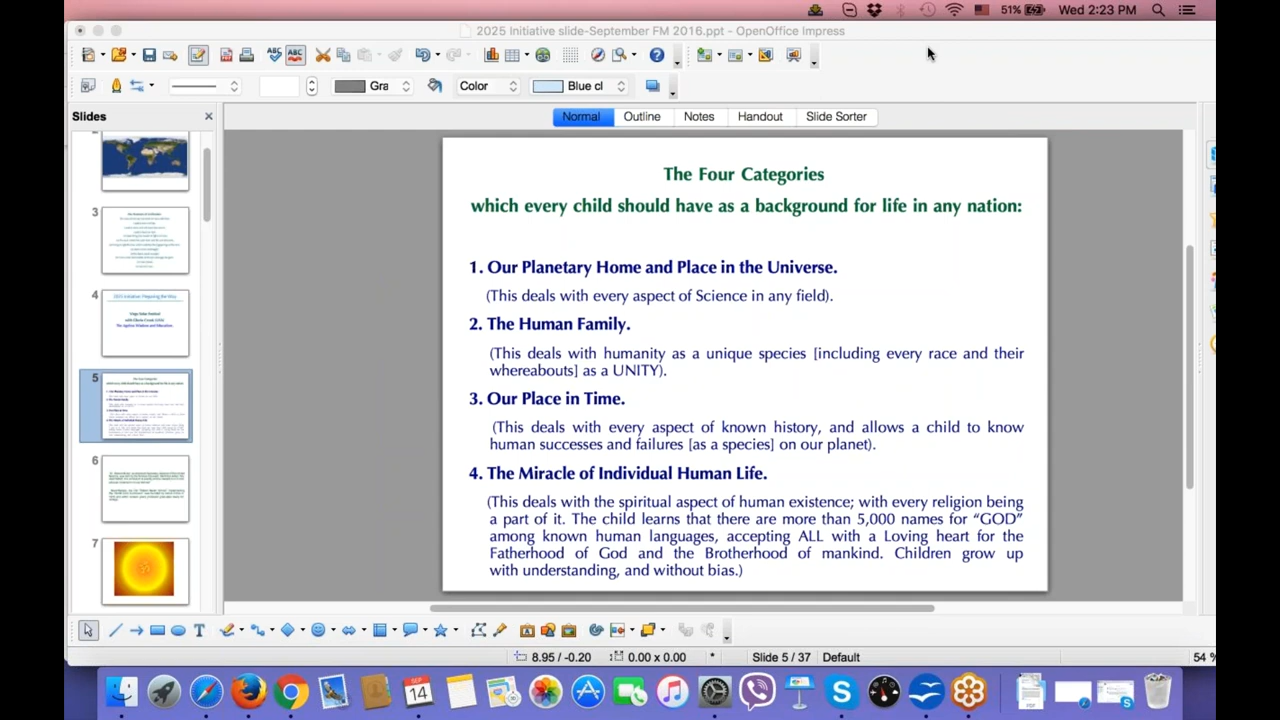 51%
Wed 2:23 PM
2025 Initiative slide-September FM 2016.ppt - OpenOffice Impress
Gra
Color
Blue cl
Slides
Normal
Outline
Notes
Handout
Slide Sorter
3
4
2025 Initiative: Preparing the Way
5
6
7
The Four Categories
which every child should have as a background for life in any nation:
1. Our Planetary Home and Place in the Universe.
(This deals with every aspect of Science in any field).
2. The Human Family.
(This deals with humanity as a unique species [including every race and their
whereabouts] as a UNITY).
3. Our Place in Time.
(This deals with every aspect of known history, and allows a child to know
human successes and failures [as a species] on our planet).
4. The Miracle of Individual Human Life.
(This deals with the spiritual aspect of human existence; with every religion being
a part of it. The child learns that there are more than 5,000 names for “GOD”
among known human languages, accepting ALL with a Loving heart for the
Fatherhood of God and the Brotherhood of mankind. Children grow up
with understanding, and without bias.)
8.95 / -0.20
0.00 x 0.00
*
Slide 5 / 37
Default
54 %
SEP
14